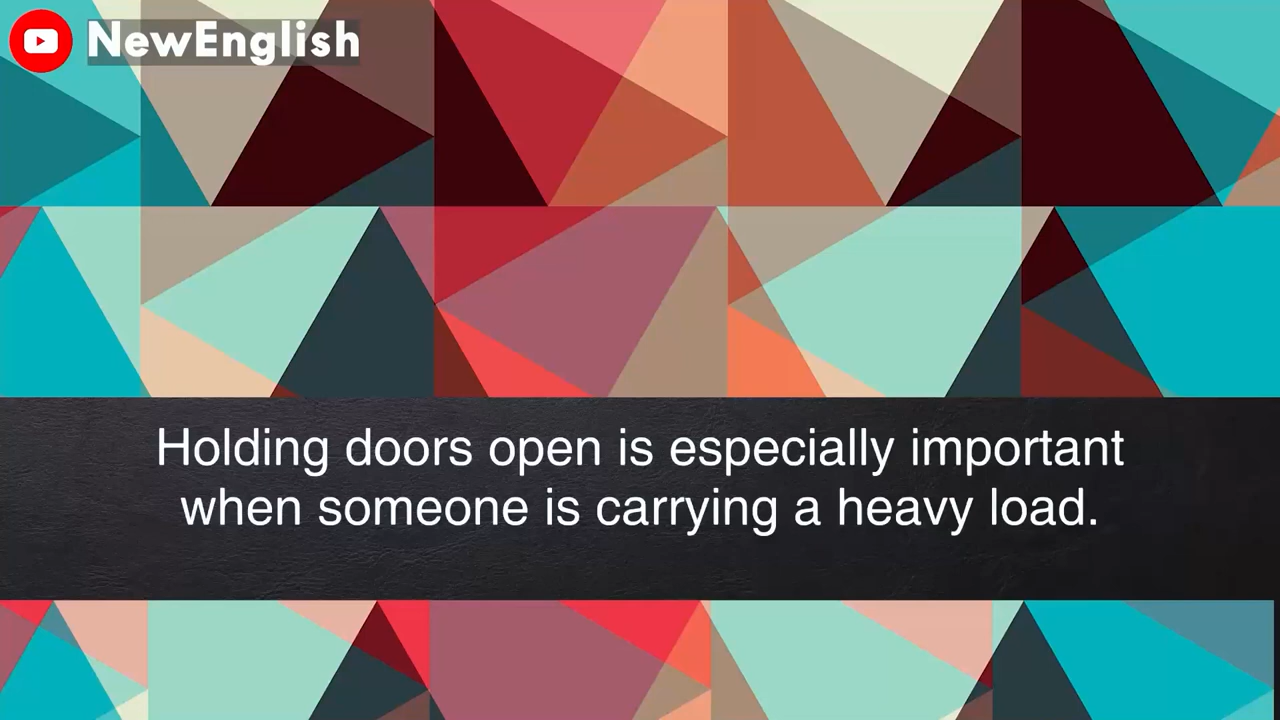 NewEnglish
Holding doors open is especially important
when someone is carrying a heavy load.